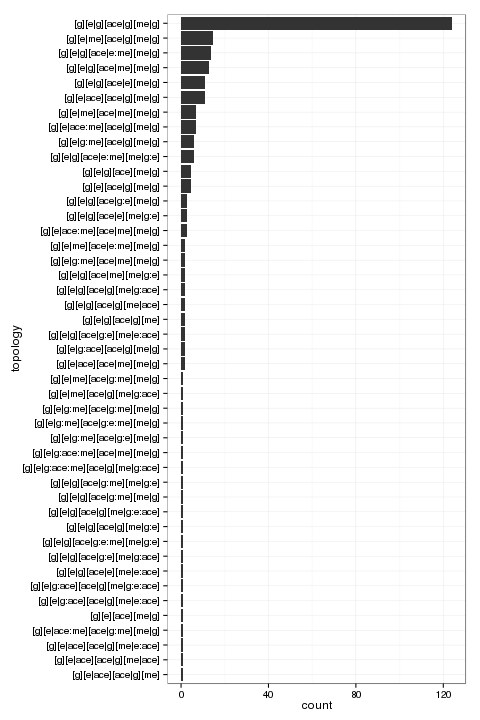 [g][e|g][ace|g][me|g]
[g][e|me][ace|g][me|g]
[g][e|g][ace|e:me][me|g]
[g][e|g][ace|me][me|g]
[g][e|g][ace|e][me|g]
[g][e|ace][ace|g][me|g]
[g][e|me][ace|me][me|g]
[g][e|ace:me][ace|g][me|g]
[g][e|g:me][ace|g][me|g]
[g][e|g][ace|e:me][me|g:e]
[g][e|g][ace][me|g]
[g][e][ace|g][me|g]
[g][e|g][ace|g:e][me|g]
[g][e|g][ace|e][me|g:e]
[g][e|ace:me][ace|me][me|g]
[g][e|me][ace|e:me][me|g]
[g][e|g:me][ace|me][me|g]
[g][e|g][ace|me][me|g:e]
[g][e|g][ace|g][me|g:ace]
[g][e|g][ace|g][me|ace]
[g][e|g][ace|g][me]
[g][e|g][ace|g:e][me|e:ace]
[g][e|g:ace][ace|g][me|g]
[g][e|ace][ace|me][me|g]
[g][e|me][ace|g:me][me|g]
[g][e|me][ace|g][me|g:ace]
[g][e|g:me][ace|g:me][me|g]
[g][e|g:me][ace|g:e:me][me|g]
[g][e|g:me][ace|g:e][me|g]
[g][e|g:ace:me][ace|me][me|g]
[g][e|g:ace:me][ace|g][me|g:ace]
[g][e|g][ace|g:me][me|g:e]
[g][e|g][ace|g:me][me|g]
[g][e|g][ace|g][me|g:e:ace]
[g][e|g][ace|g][me|g:e]
[g][e|g][ace|g:e:me][me|g:e]
[g][e|g][ace|g:e][me|g:ace]
[g][e|g][ace|e][me|e:ace]
[g][e|g:ace][ace|g][me|g:e:ace]
[g][e|g:ace][ace|g][me|e:ace]
[g][e][ace][me|g]
[g][e|ace:me][ace|g:me][me|g]
[g][e|ace][ace|g][me|e:ace]
[g][e|ace][ace|g][me|ace]
[g][e|ace][ace|g][me]
topology
0 40 80 120
count